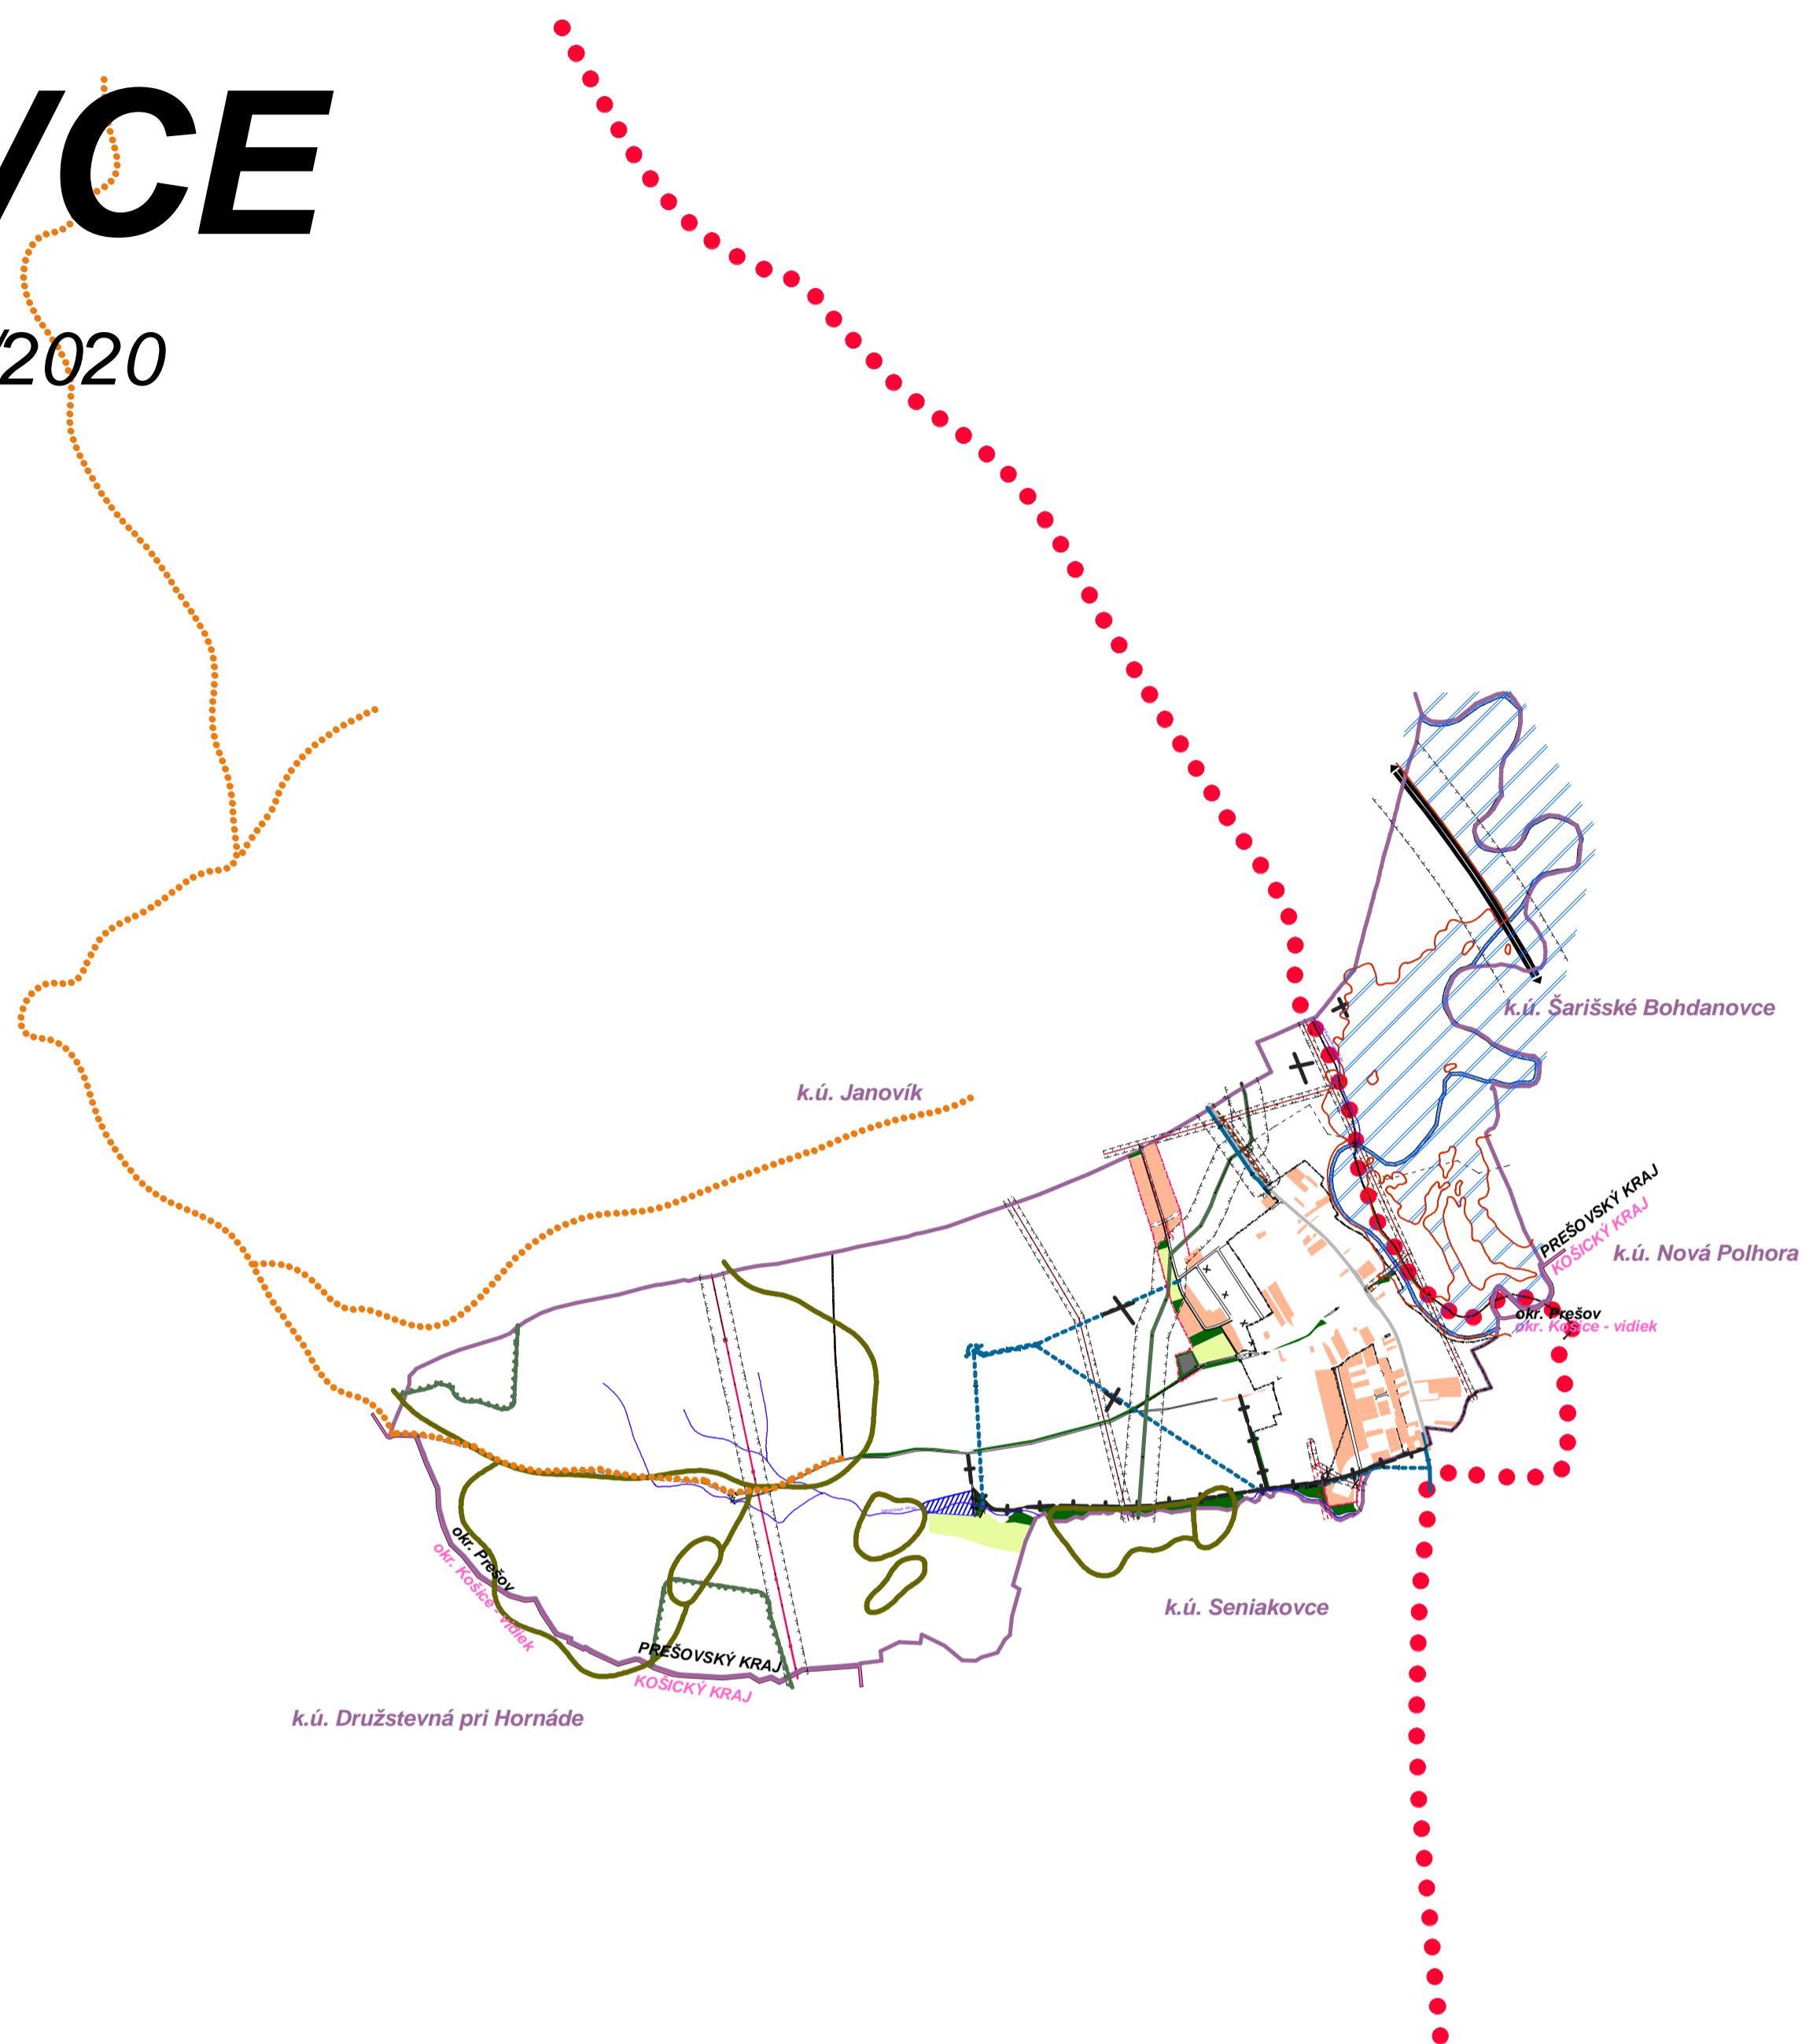 VCE
/2020
k.ú. Šarišské Bohdanovce
k.ú. Janovík
PREŠOVSKÝ KRAJ
KOŠICKÝ KRAJ
k.ú. Nová Polhora
okr. Prešov
okr. Košice - vidiek
okr. Prešov
okr. Košice - vidiek
k.ú. Seniakovce
PREŠOVSKÝ KRAJ
KOŠICKÝ KRAJ
k.ú. Družstevná pri Hornáde